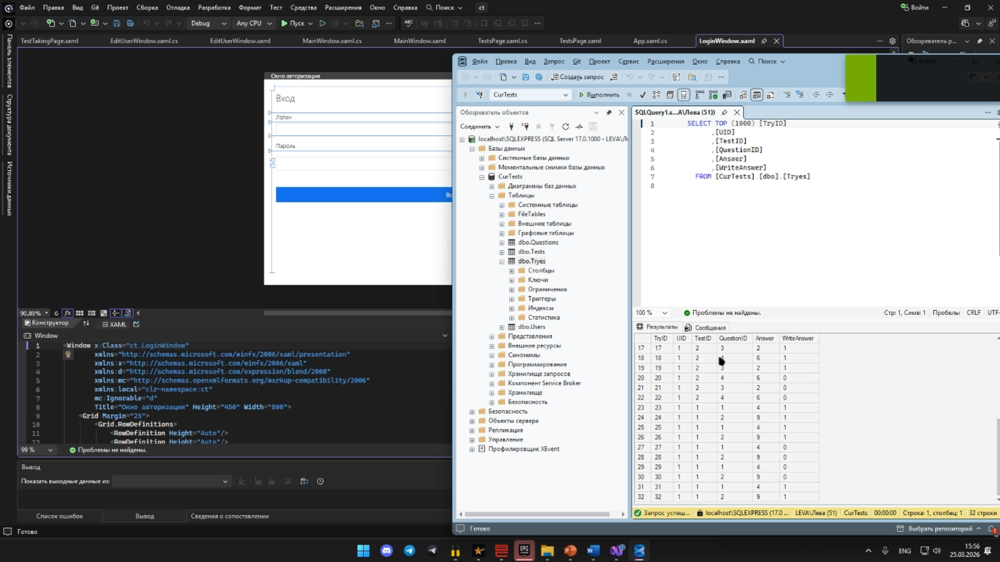 Файл Правка Вид Git Проект Сборка Отладка Разработка Формат Тест Средства Расширения Окно Справка Поиск ct Войти
Debug Any CPU Пуск
TestTakingPage.xaml EditUserWindow.xaml.cs EditUserWindow.xaml MainWindow.xaml.cs MainWindow.xaml TestsPage.xaml.cs TestsPage.xaml App.xaml.cs LoginWindow.xaml Обозреватель р...
Панель элементов
Структура документа
Источники данных
Окно авторизации
Вход
Логин
Пароль
(52)
90,89%
Конструктор XAML
Window
1 <Window x:Class="ct.LoginWindow"
2 xmlns="http://schemas.microsoft.com/winfx/2006/xaml/presentation"
3 xmlns:x="http://schemas.microsoft.com/winfx/2006/xaml"
4 xmlns:d="http://schemas.microsoft.com/expression/blend/2008"
5 xmlns:mc="http://schemas.openxmlformats.org/markup-compatibility/2006"
6 xmlns:local="clr-namespace:ct"
7 mc:Ignorable="d"
8 Title="Окно авторизации" Height="450" Width="800">
9 <Grid Margin="25">
10 <Grid.RowDefinitions>
11 <RowDefinition Height="Auto"/>
12 <RowDefinition Height="Auto"/>
99 % Проблемы не найдены.
Вывод
Показать выходные данные из:
Список ошибок Вывод Сведения о сопоставлении
Готово
Файл Правка Вид Запрос Git Проект Сервис Расширения Окно Справка Поиск Войти
Создать запрос
CurTests Выполнить
Обозреватель объектов
Соединить
localhost\SQLEXPRESS (SQL Server 17.0.1000 - LEVA\Л
Базы данных
Системные базы данных
Моментальные снимки базы данных
CurTests
Диаграммы баз данных
Таблицы
Системные таблицы
FileTables
Внешние таблицы
Графовые таблицы
dbo.Questions
dbo.Tests
dbo.Tryes
Столбцы
Ключи
Ограничения
Триггеры
Индексы
Статистика
dbo.Users
Представления
Внешние ресурсы
Синонимы
Программирование
Хранилище запросов
Компонент Service Broker
Хранилище
Безопасность
Безопасность
Объекты сервера
Репликация
Управление
Профилировщик XEvent
SQLQuery1.s...A\Лева (51))
1 SELECT TOP (1000) [TryID]
2 ,[UID]
3 ,[TestID]
4 ,[QuestionID]
5 ,[Answer]
6 ,[WriteAnswer]
7 FROM [CurTests].[dbo].[Tryes]
8
100 % Проблемы не найдены. Стр: 1, Симв: 1 Пробелы CRLF UTF-
Результаты Сообщения
TryID UID TestID QuestionID Answer WriteAnswer
17 17 1 2 3 2 1
18 18 1 2 6 1
19 19 1 2 3 2 1
20 20 1 2 4 6 0
21 21 1 2 3 2 0
22 22 1 2 4 6 0
23 23 1 1 1 4 1
24 24 1 1 2 9 1
25 25 1 1 1 4 1
26 26 1 1 2 9 1
27 27 1 1 1 4 0
28 28 1 1 2 9 0
29 29 1 1 1 4 0
30 30 1 1 2 9 0
31 31 1 1 1 4 1
32 32 1 1 2 9 1
Запрос успеш... localhost\SQLEXPRESS (17.0 ... LEVA\Лева (51) CurTests 00:00:00 Строка: 1, столбец: 1 32 строки
Готово Выбрать репозиторий 1
EPIC GAMES ENG 15:56
25.03.2026